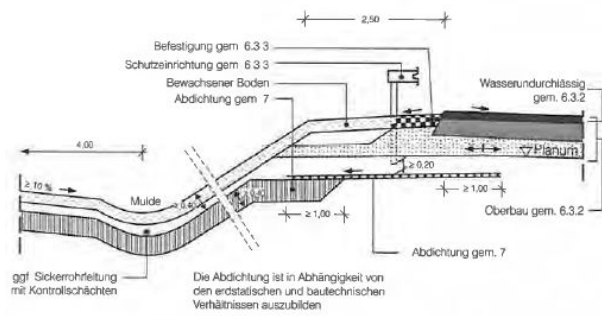 2,50
Befestigung gem 6.3 3
Schutzeinrichtung gem 6 3 3
Bewachsener Boden
Abdichtung gem 7
Wasserundurchlässig
gem. 6.3.2
4,00
≥ 10 %
Mulde
≥ 0,40
≥ 0,20
Planum
≥ 1,00
≥ 1,00
Oberbau gem. 6.3.2
Abdichtung gem. 7
ggf Sickerrohrleitung
mit Kontrollschächten
Die Abdichtung ist in Abhängigkeit von
den erdstatischen und bautechnischen
Verhältnissen auszubilden